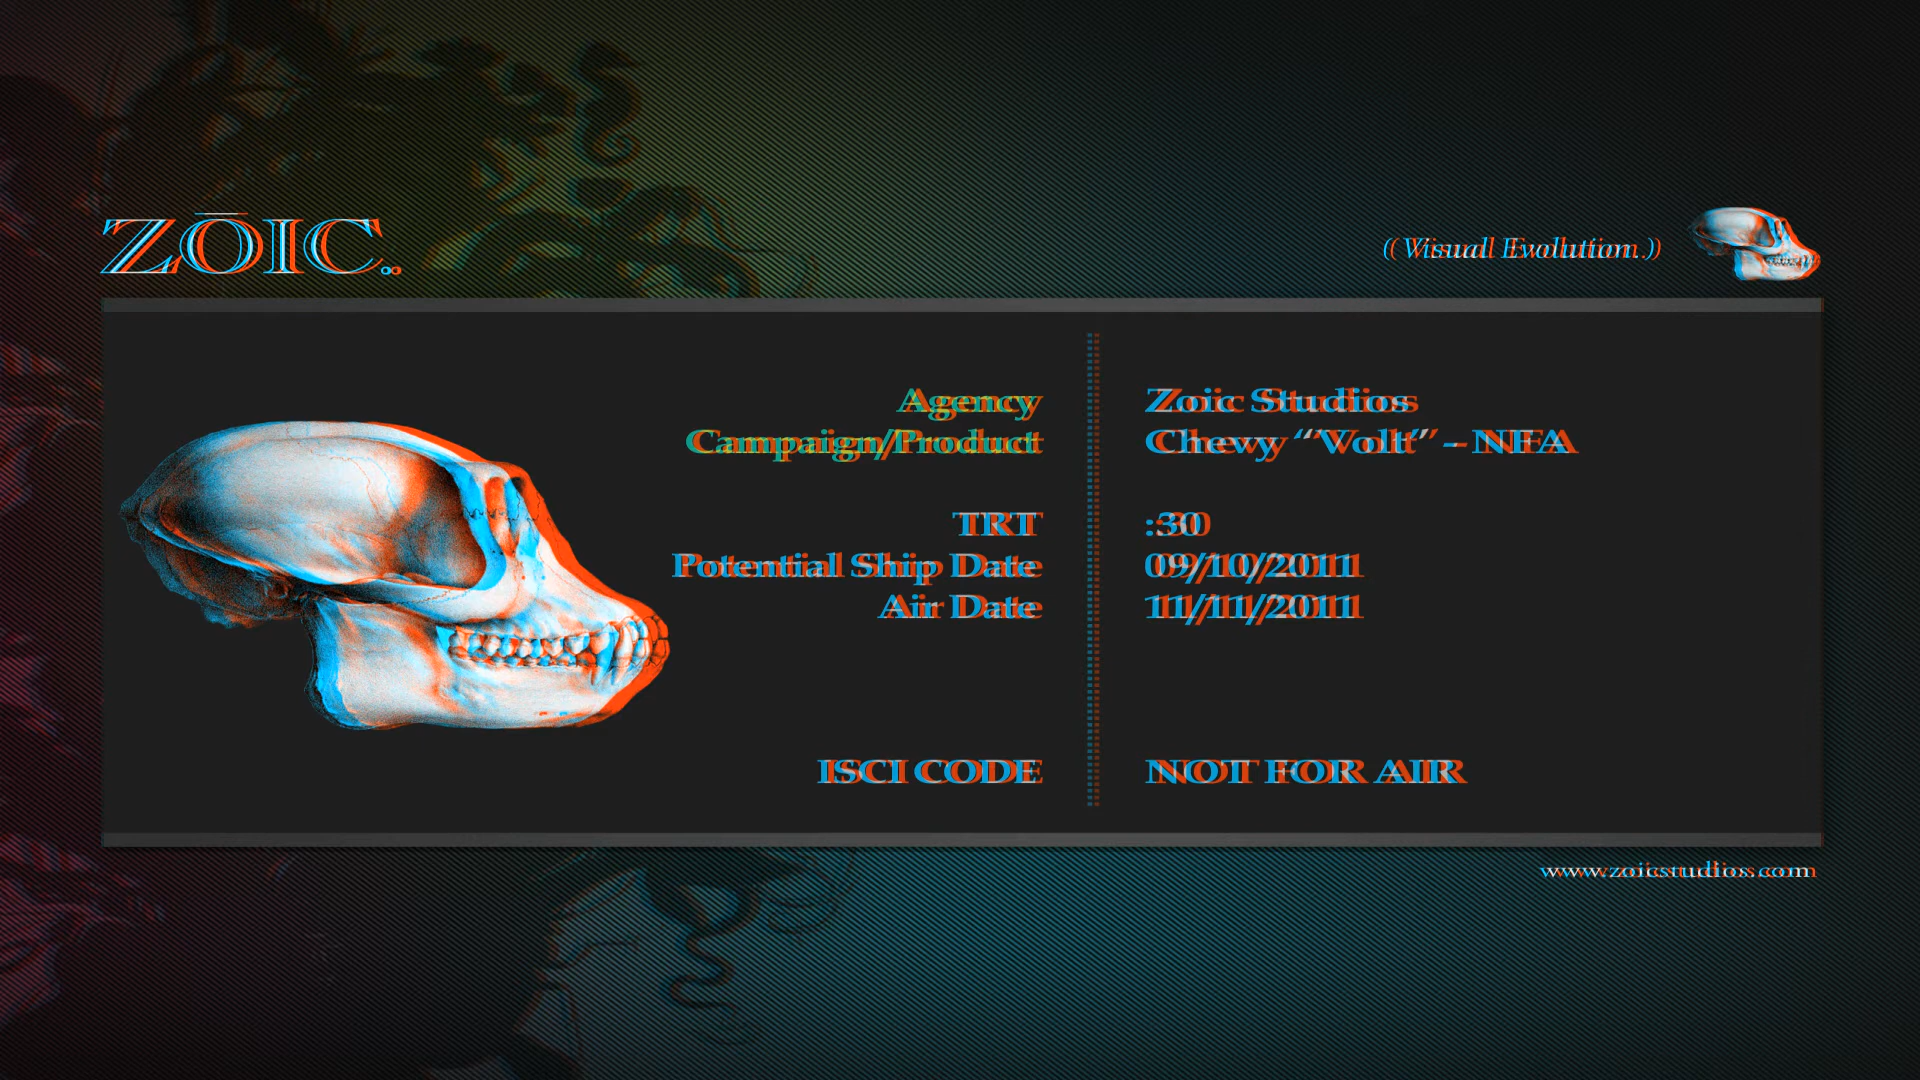 ZŌIC.
((Visual Evolution.))
Agency Zoic Studios
Campaign/Product Chevy “Volt” – NFA
TRT :30
Potential Ship Date 09/10/2011
Air Date 11/11/2011
ISCI CODE NOT FOR AIR
www.zoicstudios.com